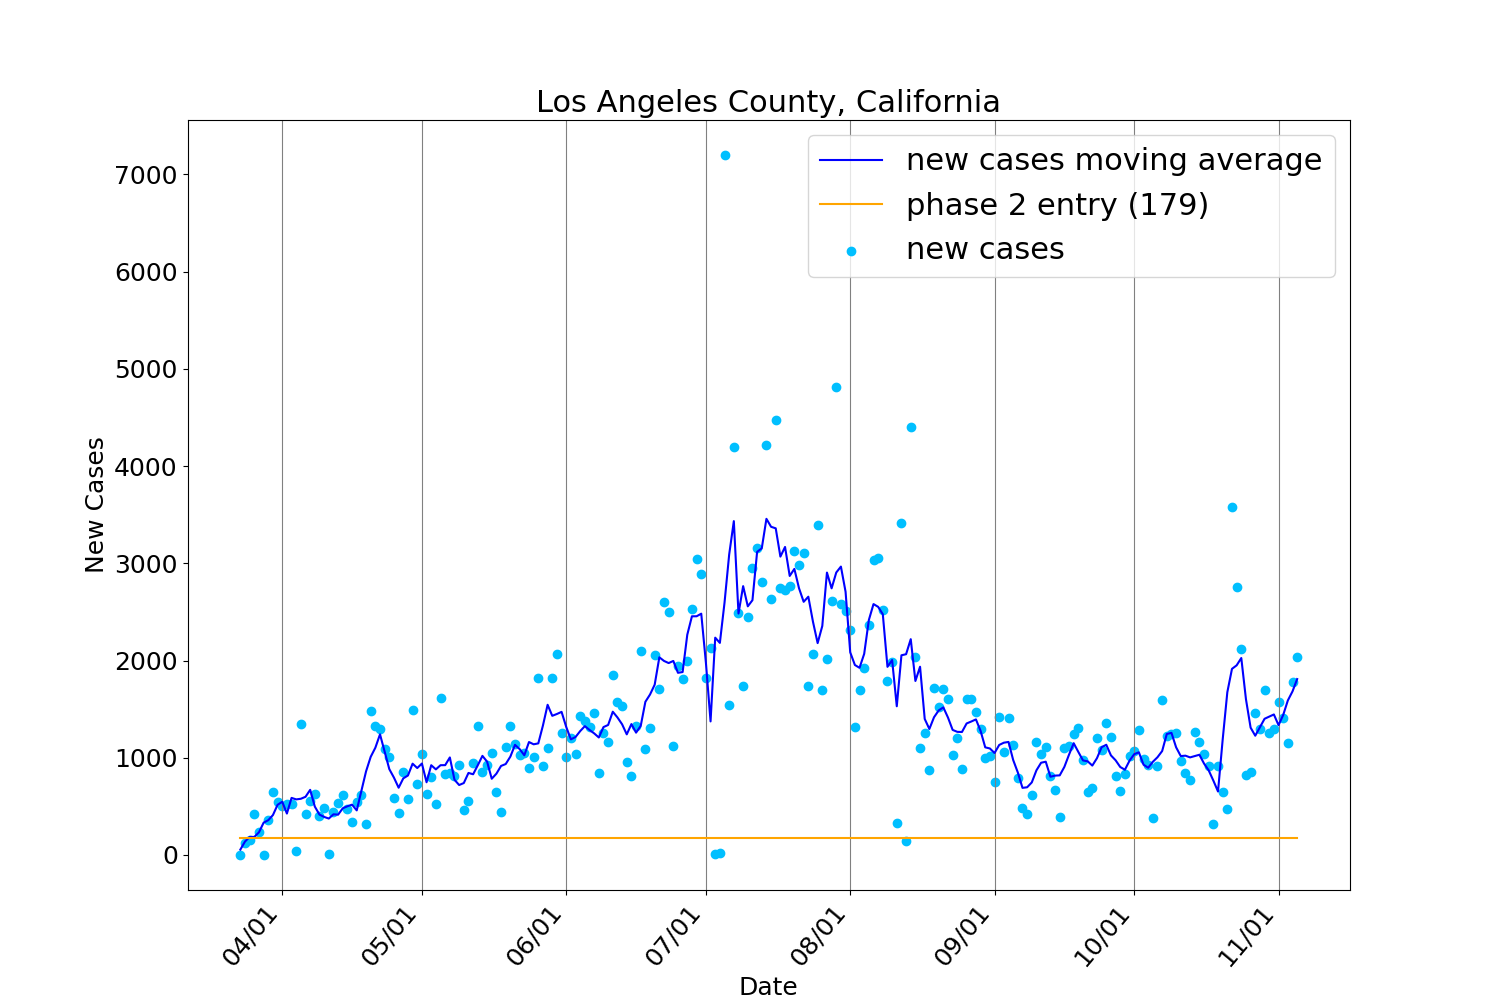 Los Angeles County, California
new cases moving average
phase 2 entry (179)
new cases
7000
6000
5000
4000
3000
2000
1000
0
New Cases
04/01
05/01
06/01
07/01
08/01
09/01
10/01
11/01
Date